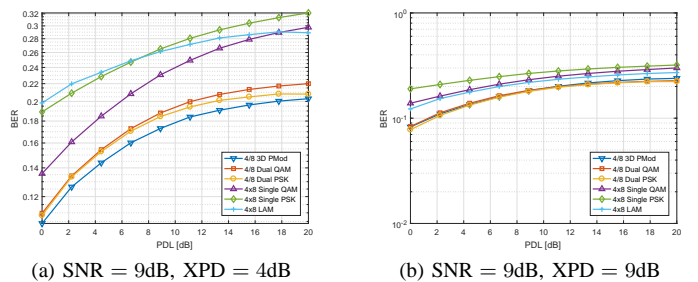 0.32
0.3
0.28
0.26
0.24
0.22
0.2
0.18
0.16
0.14
0.12
BER
0 2 4 6 8 10 12 14 16 18 20
PDL [dB]
4/8 3D PMod
4/8 Dual QAM
4/8 Dual PSK
4x8 Single QAM
4x8 Single PSK
4x8 LAM
(a) SNR = 9dB, XPD = 4dB
10^0
10^-1
10^-2
BER
0 2 4 6 8 10 12 14 16 18 20
PDL [dB]
4/8 3D PMod
4/8 Dual QAM
4/8 Dual PSK
4x8 Single QAM
4x8 Single PSK
4x8 LAM
(b) SNR = 9dB, XPD = 9dB